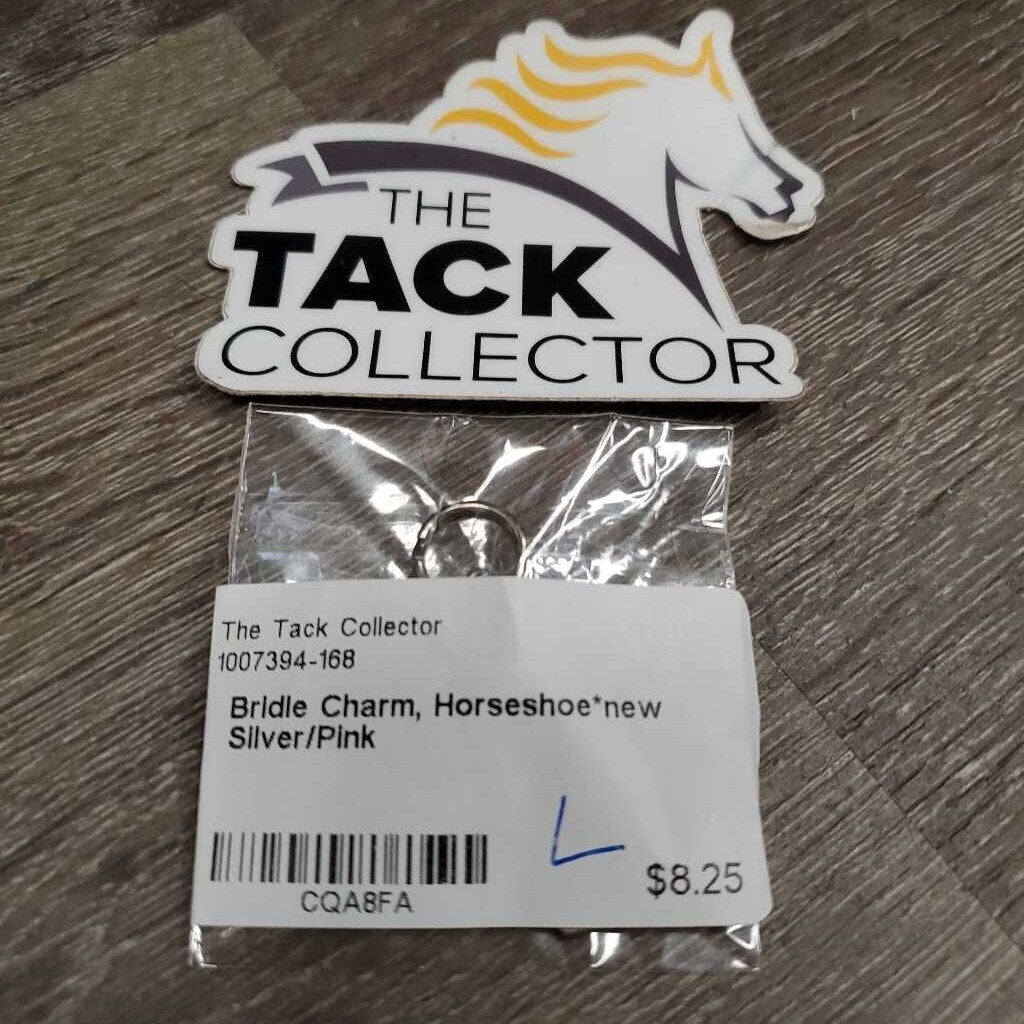 THE
TACK
COLLECTOR
The Tack Collector
1007394-168
Bridle Charm, Horseshoe*new
Silver/Pink
L
$8.25
CQA8FA